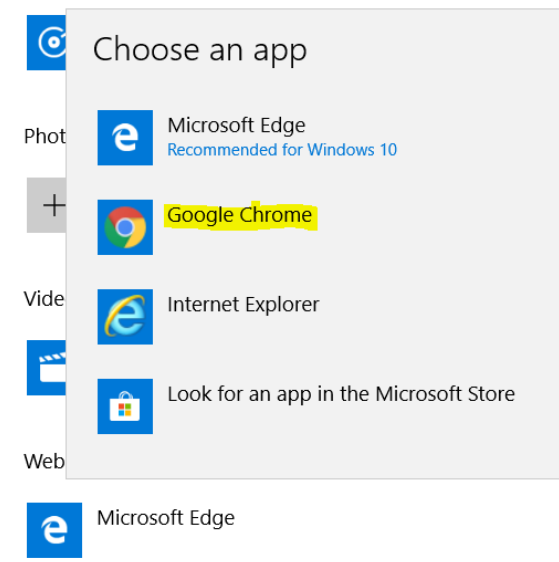 Choose an app
Microsoft Edge
Recommended for Windows 10
Phot
Google Chrome
Vide
Internet Explorer
Look for an app in the Microsoft Store
Web
Microsoft Edge